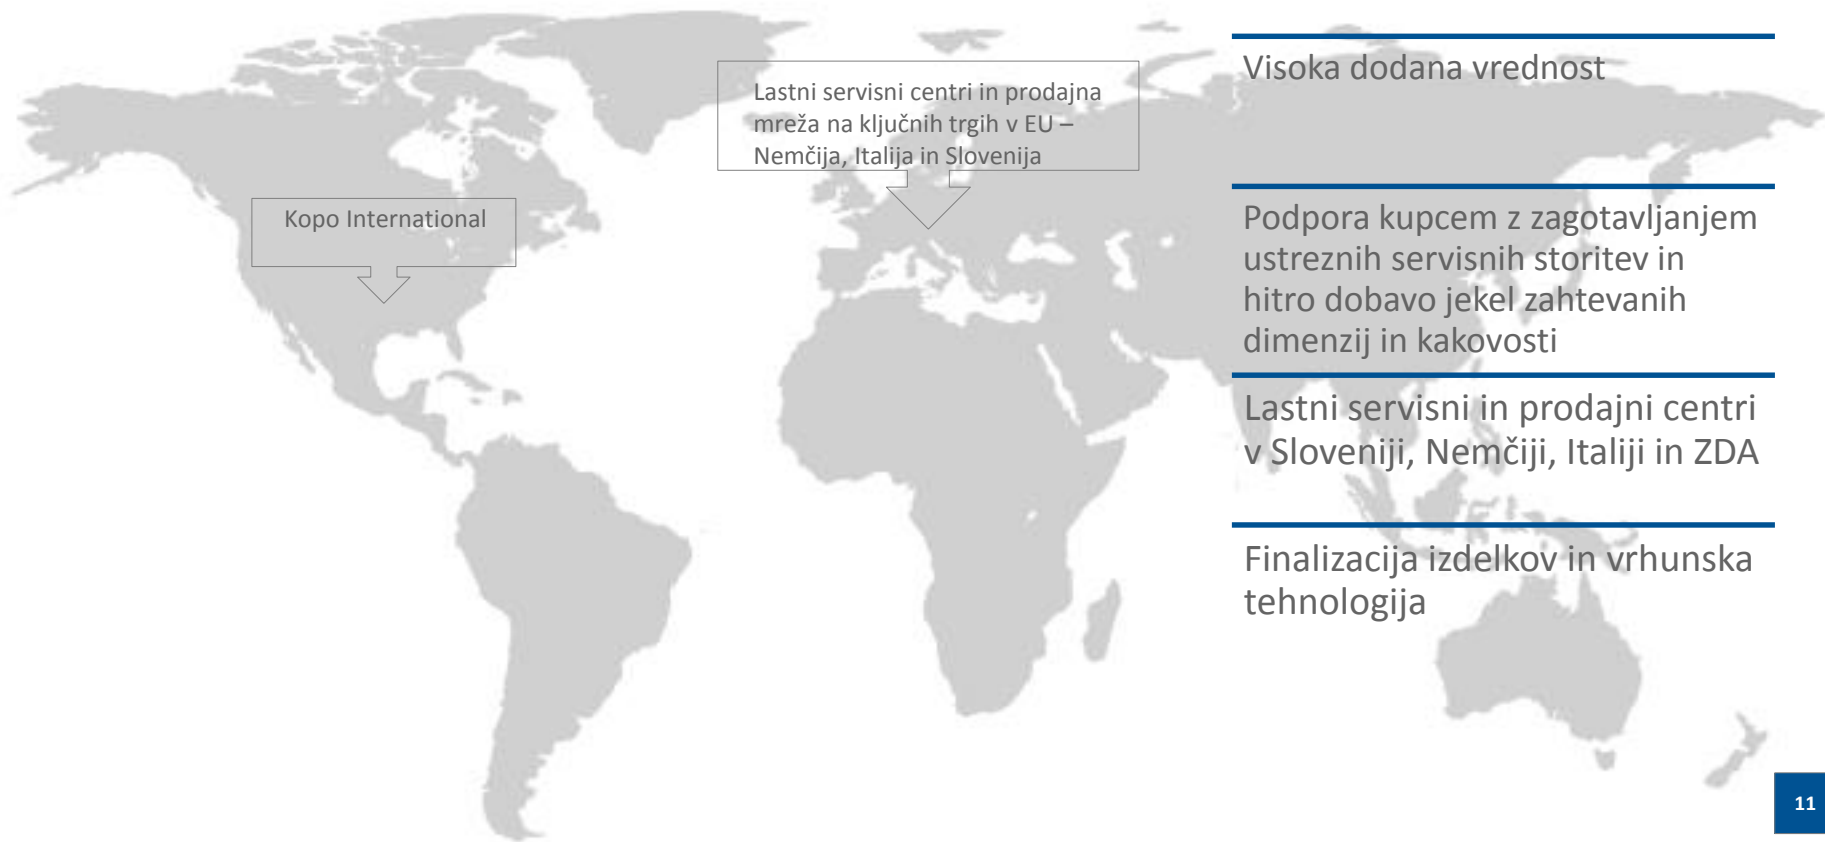 Kopo International
Lastni servisni centri in prodajna
mreža na ključnih trgih v EU –
Nemčija, Italija in Slovenija
Visoka dodana vrednost
Podpora kupcem z zagotavljanjem
ustreznih servisnih storitev in
hitro dobavo jekel zahtevanih
dimenzij in kakovosti
Lastni servisni in prodajni centri
v Sloveniji, Nemčiji, Italiji in ZDA
Finalizacija izdelkov in vrhunska
tehnologija
11